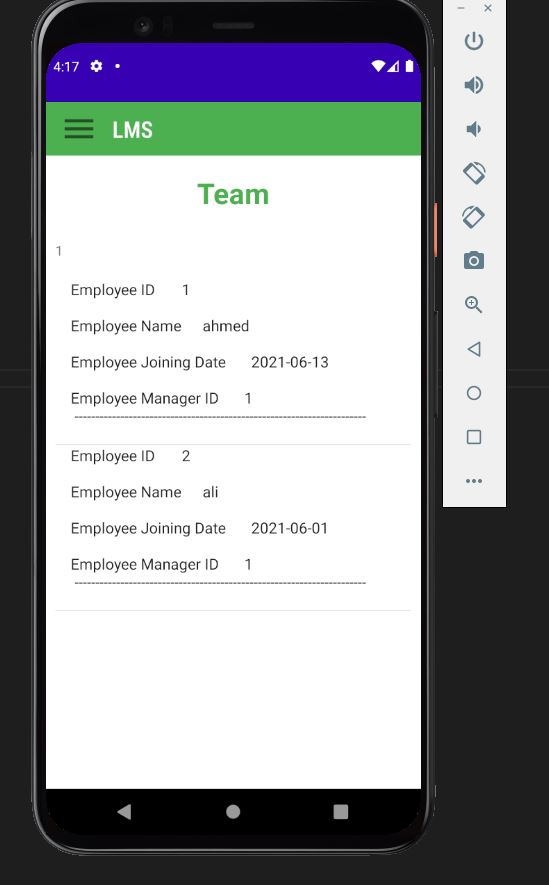 4:17
LMS
Team
1
Employee ID 1
Employee Name ahmed
Employee Joining Date 2021-06-13
Employee Manager ID 1
----------------------------------------------------------------------
Employee ID 2
Employee Name ali
Employee Joining Date 2021-06-01
Employee Manager ID 1
----------------------------------------------------------------------